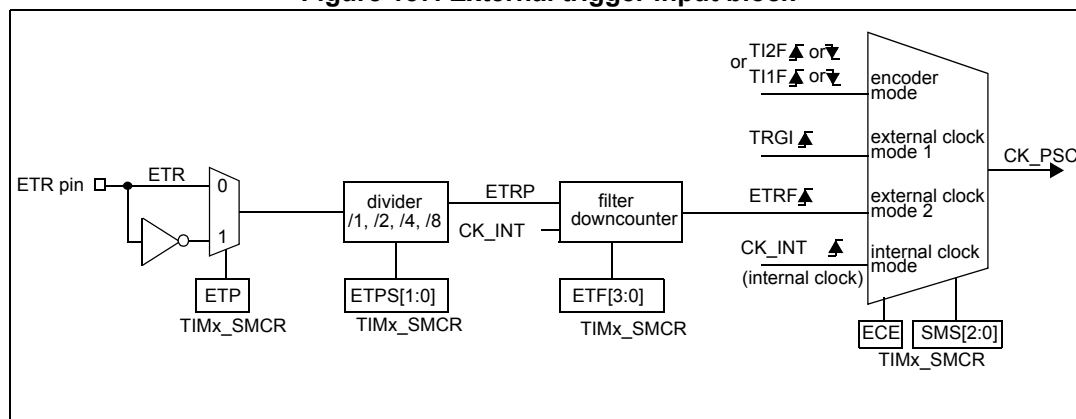 Figure External trigger input block
or TI2F or
TI1F or
encoder
mode
TRGI
external clock
mode 1
CK_PSC
ETR pin
ETR
0
1
divider
/1, /2, /4, /8
ETRP
CK_INT
filter
downcounter
ETRF
external clock
mode 2
CK_INT
(internal clock)
internal clock
mode
ETP
TIMx_SMCR
ETPS[1:0]
TIMx_SMCR
ETF[3:0]
TIMx_SMCR
ECE
SMS[2:0]
TIMx_SMCR